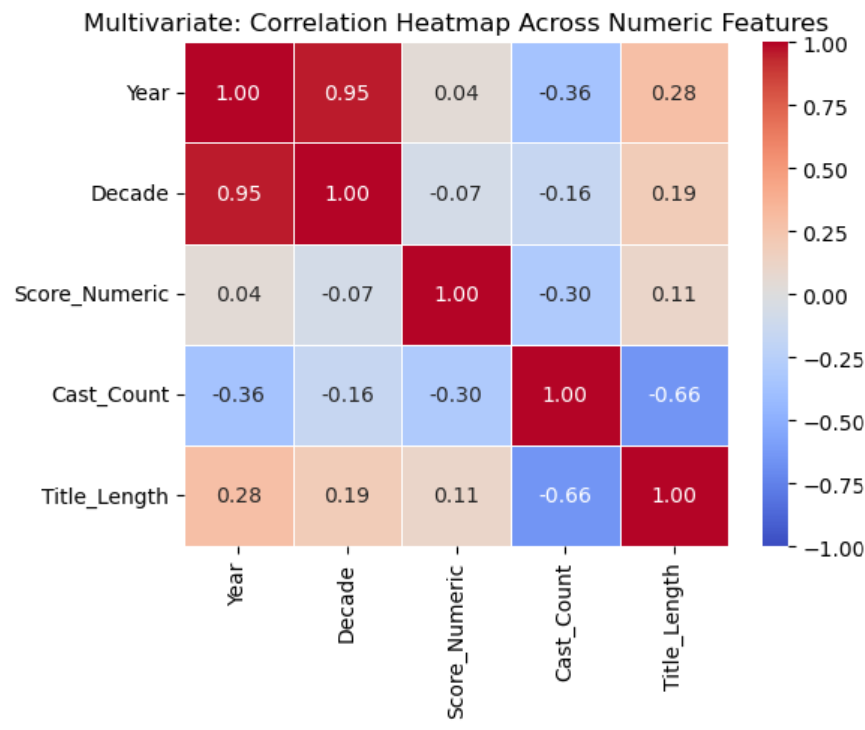 Multivariate: Correlation Heatmap Across Numeric Features
Year 1.00 0.95 0.04 -0.36 0.28
Decade 0.95 1.00 -0.07 -0.16 0.19
Score_Numeric 0.04 -0.07 1.00 -0.30 0.11
Cast_Count -0.36 -0.16 -0.30 1.00 -0.66
Title_Length 0.28 0.19 0.11 -0.66 1.00
Year
Decade
Score_Numeric
Cast_Count
Title_Length
1.00
0.75
0.50
0.25
0.00
−0.25
−0.50
−0.75
−1.00